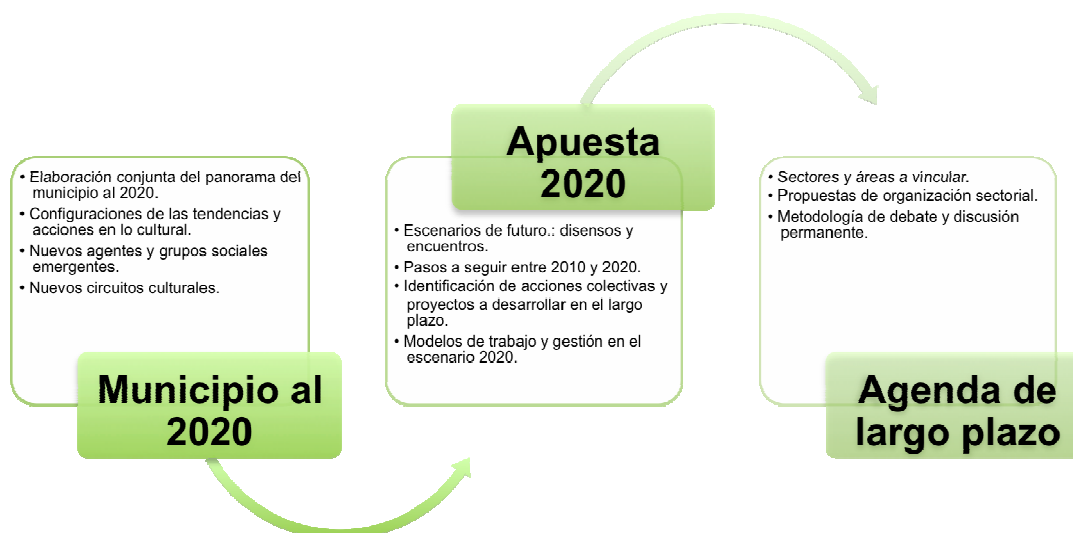 • Elaboración conjunta del panorama del
municipio al 2020.
• Configuraciones de las tendencias y
acciones en lo cultural.
• Nuevos agentes y grupos sociales
emergentes.
• Nuevos circuitos culturales.
Municipio al
2020
Apuesta
2020
• Escenarios de futuro.: disensos y
encuentros.
• Pasos a seguir entre 2010 y 2020.
• Identificación de acciones colectivas y
proyectos a desarrollar en el largo
plazo.
• Modelos de trabajo y gestión en el
escenario 2020.
• Sectores y áreas a vincular.
• Propuestas de organización sectorial.
• Metodología de debate y discusión
permanente.
Agenda de
largo plazo